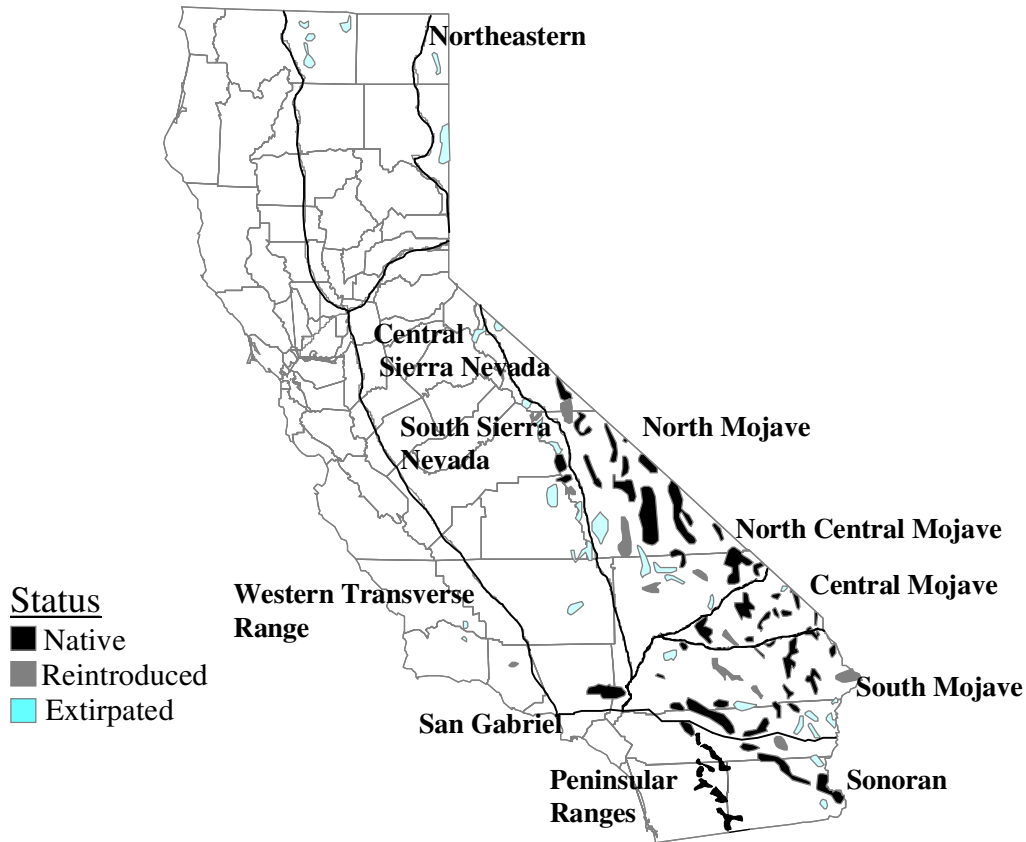 Northeastern
Central
Sierra Nevada
South Sierra
Nevada
North Mojave
North Central Mojave
Central Mojave
Western Transverse
Range
South Mojave
San Gabriel
Peninsular
Ranges
Sonoran
Status
Native
Reintroduced
Extirpated